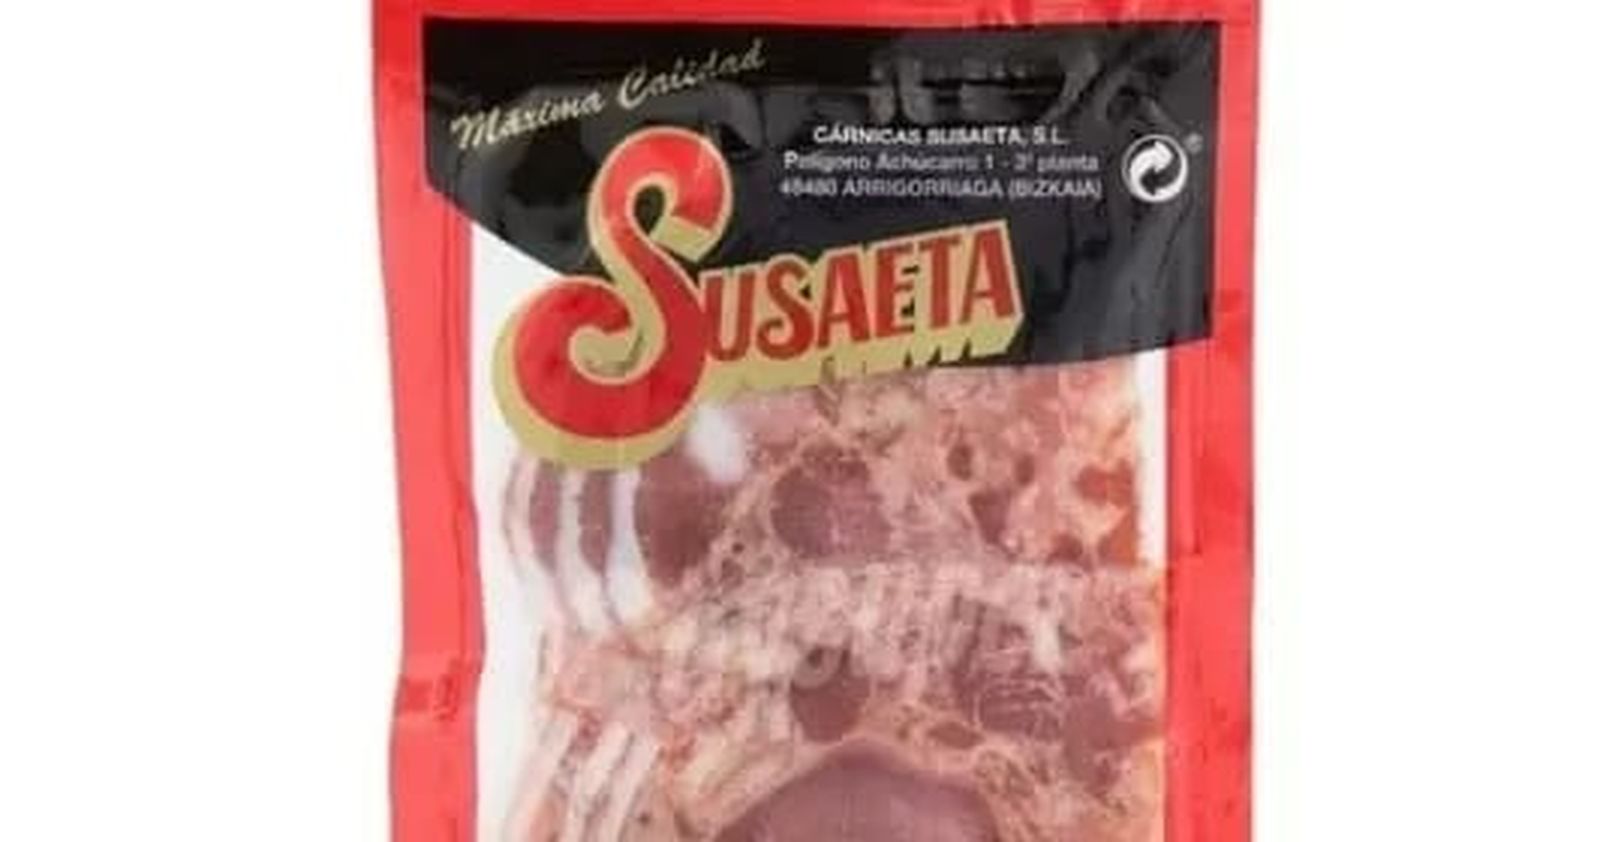 Máxima Calidad
CÁRNICAS SUSAETA, S.L.
Polígono Achúcarro 1 - 3ª planta
48480 ARRIGORRIAGA (BIZKAIA)
®
SUSAETA